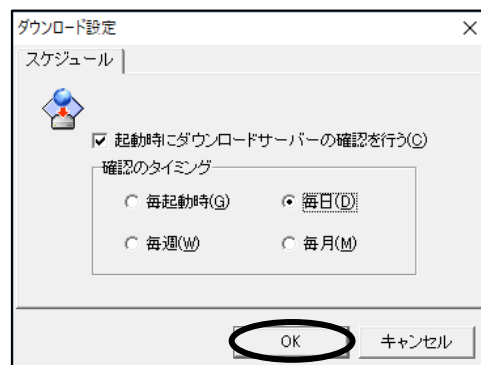 ダウンロード設定
スケジュール
起動時にダウンロードサーバーの確認を行う(C)
確認のタイミング
毎起動時(G) 毎日(D)
毎週(W) 毎月(M)
OK キャンセル